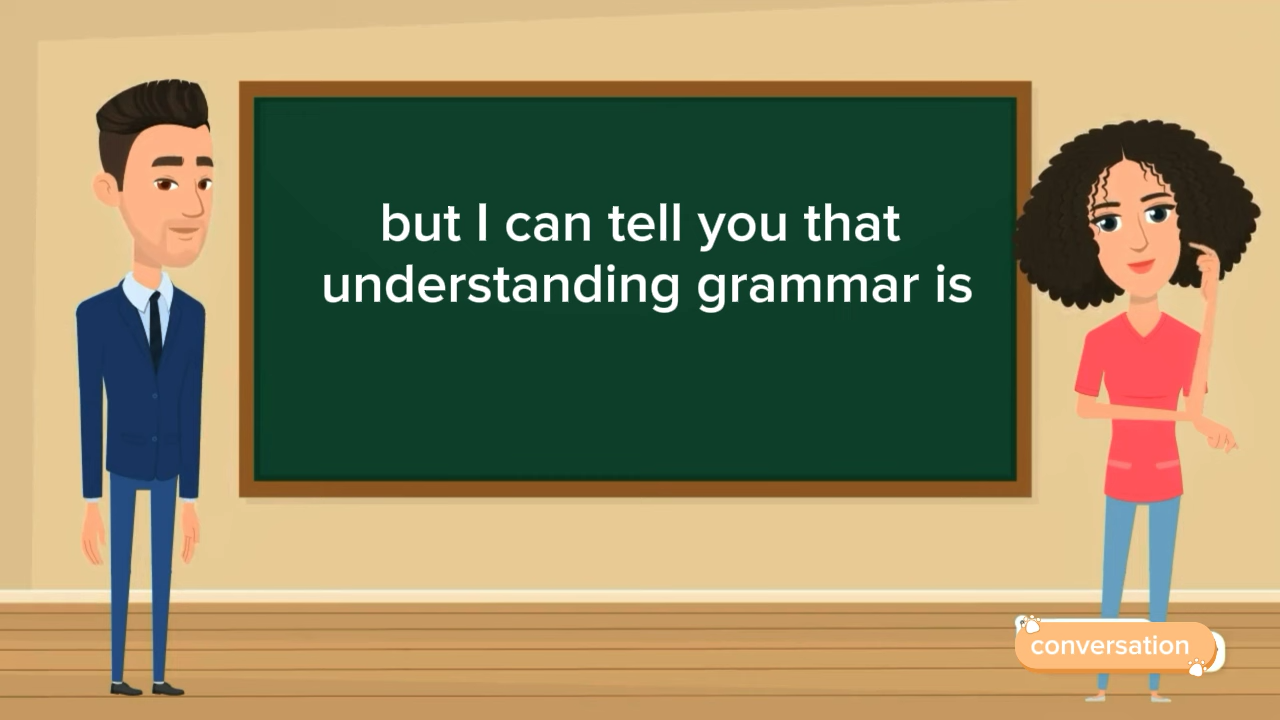 but I can tell you that
understanding grammar is
conversation